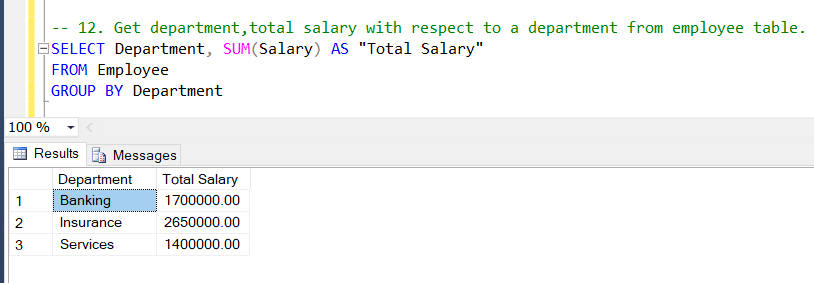 -- 12. Get department,total salary with respect to a department from employee table.
SELECT Department, SUM(Salary) AS "Total Salary"
FROM Employee
GROUP BY Department
100 %
Results Messages
Department Total Salary
1 Banking 1700000.00
2 Insurance 2650000.00
3 Services 1400000.00